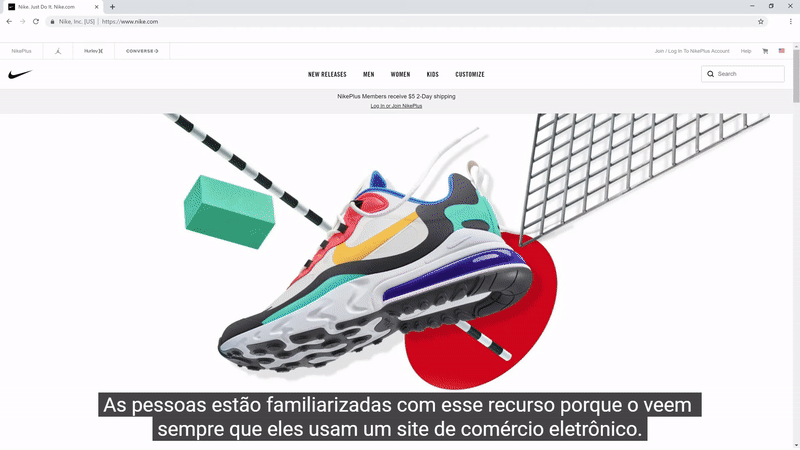 Nike. Just Do It. Nike.com
Nike, Inc. [US] | https://www.nike.com
NikePlus
Hurley
CONVERSE
Join / Log In To NikePlus Account
Help
NEW RELEASES MEN WOMEN KIDS CUSTOMIZE
Search
NikePlus Members receive $5 2-Day shipping
Log In or Join NikePlus
As pessoas estão familiarizadas com esse recurso porque o veem
sempre que eles usam um site de comércio eletrônico.